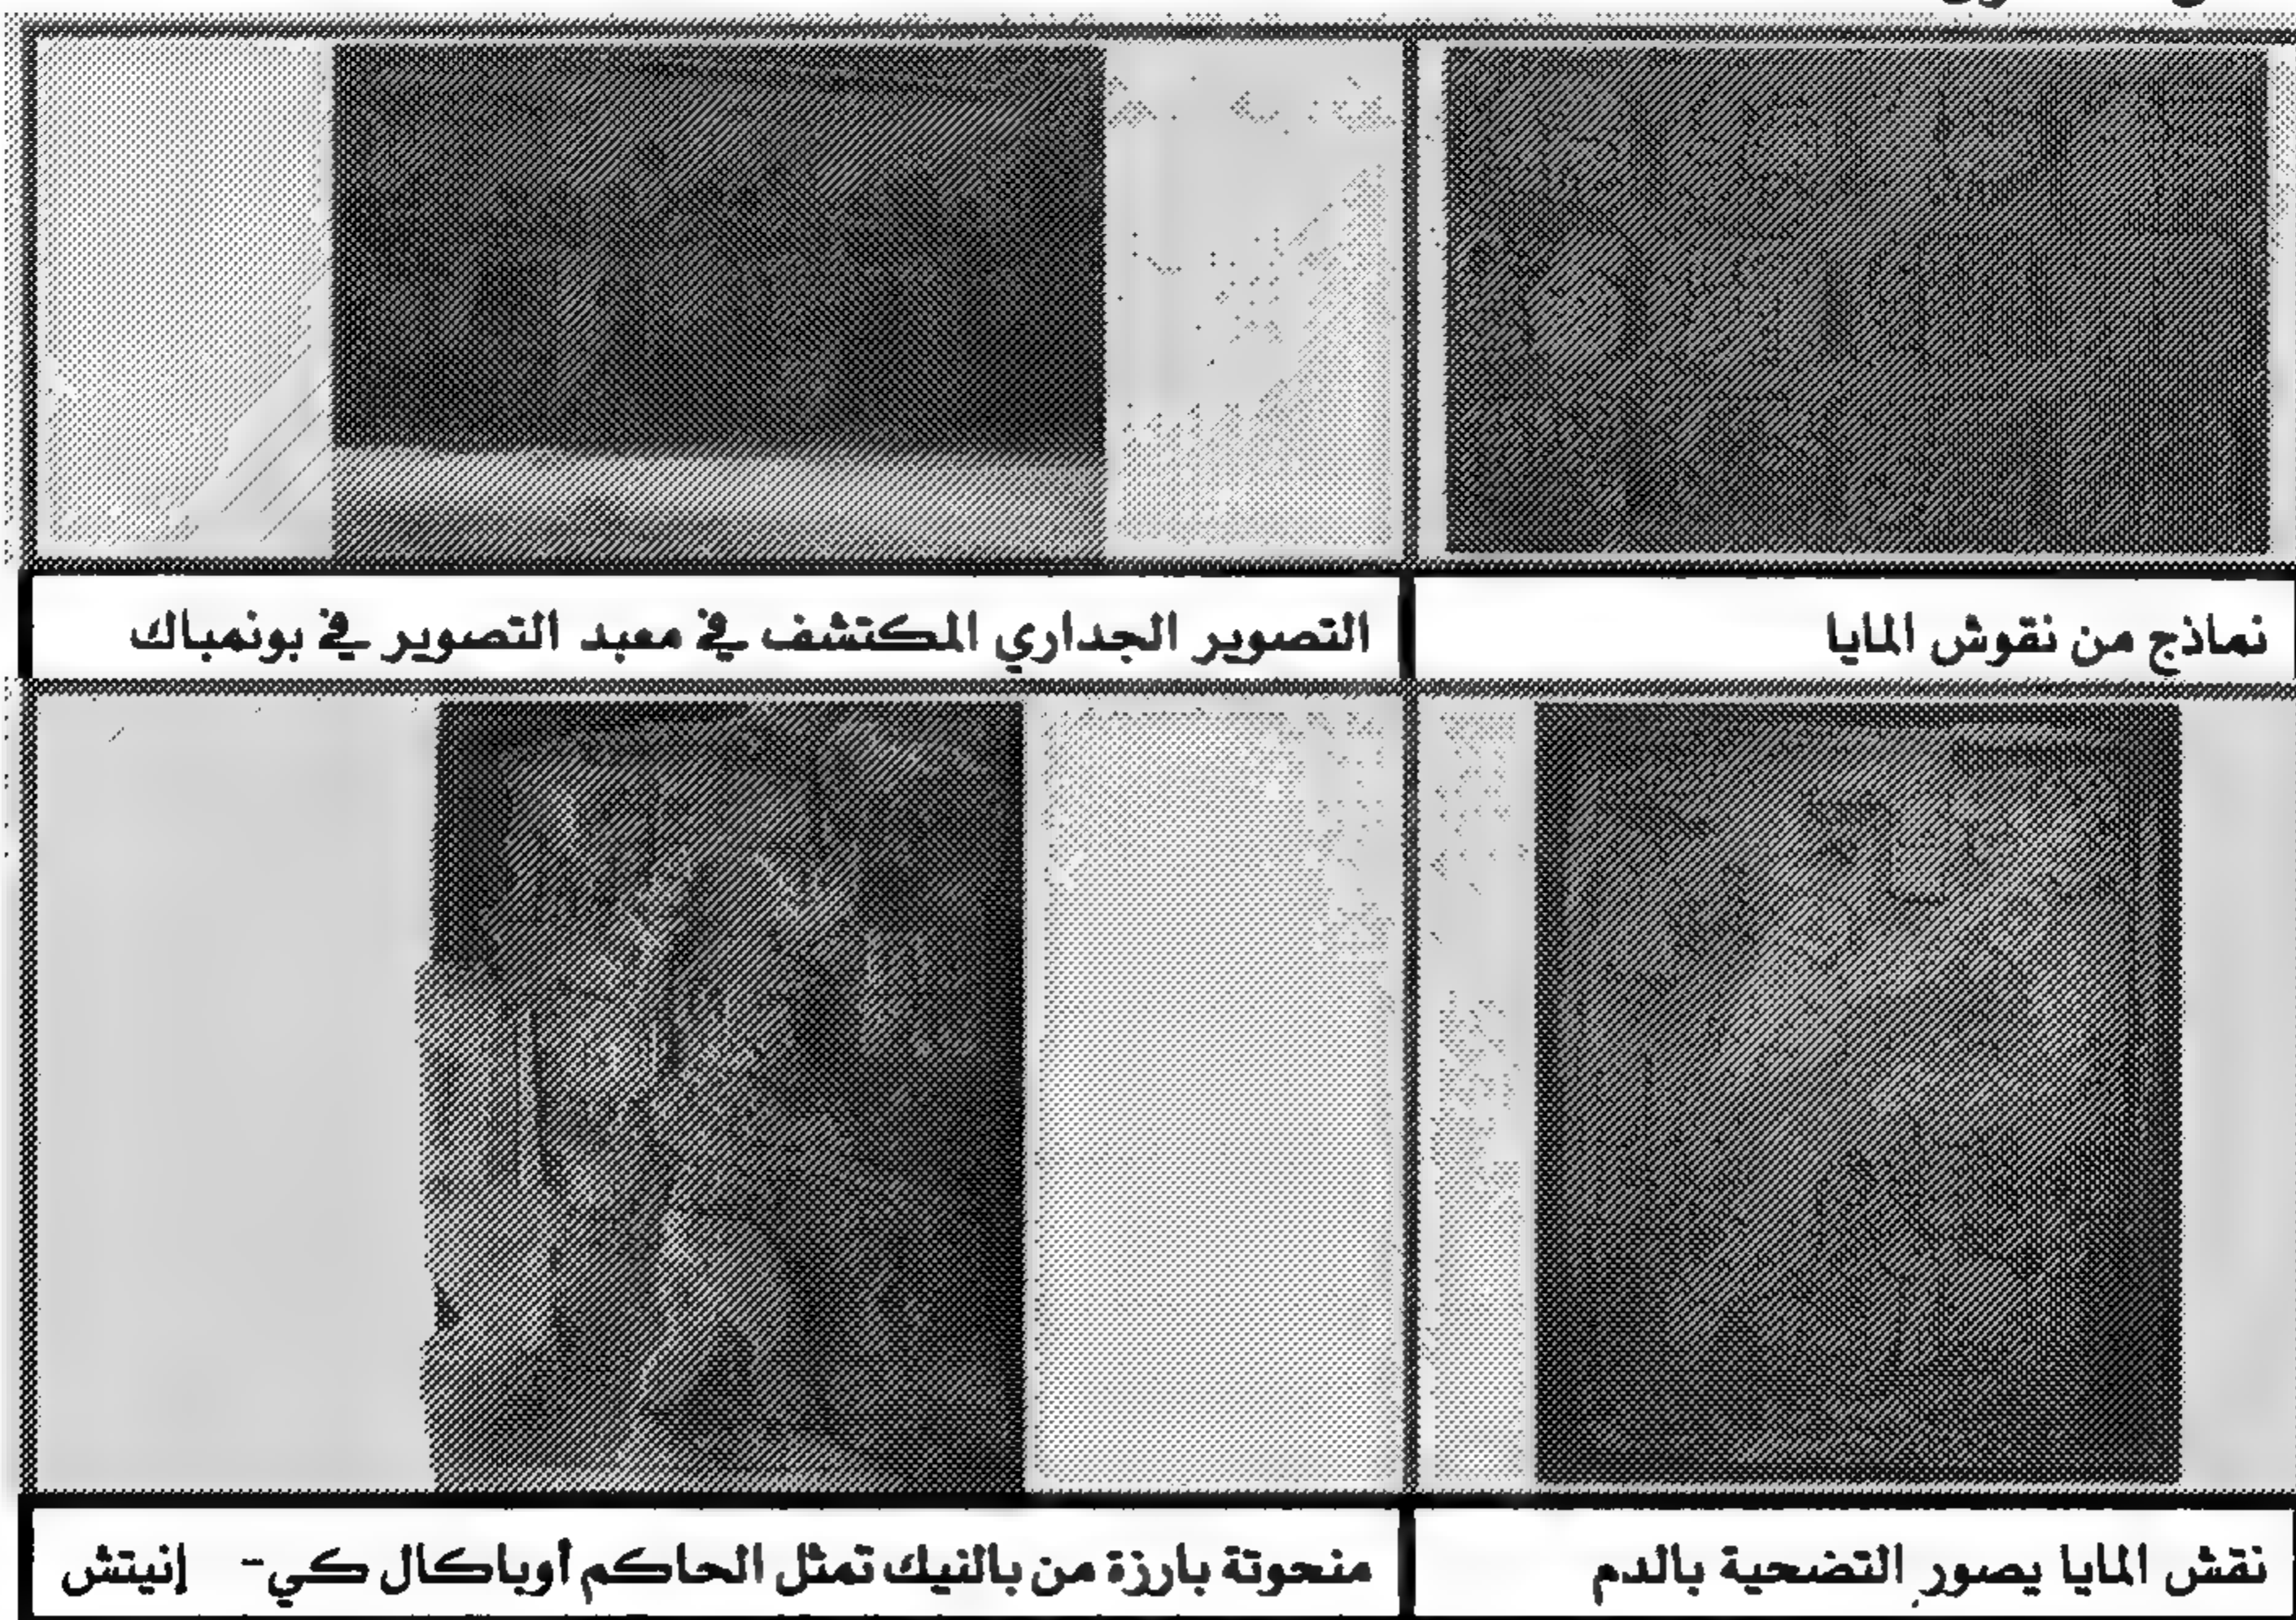 نماذج من نقوش المايا
التصوير الجداري المكتشف في معبد التصوير في بونمباك
نقش المايا يصور التضحية بالدم
منحوتة بارزة من بالنيك تمثل الحاكم أوباكال كي- إنيتش